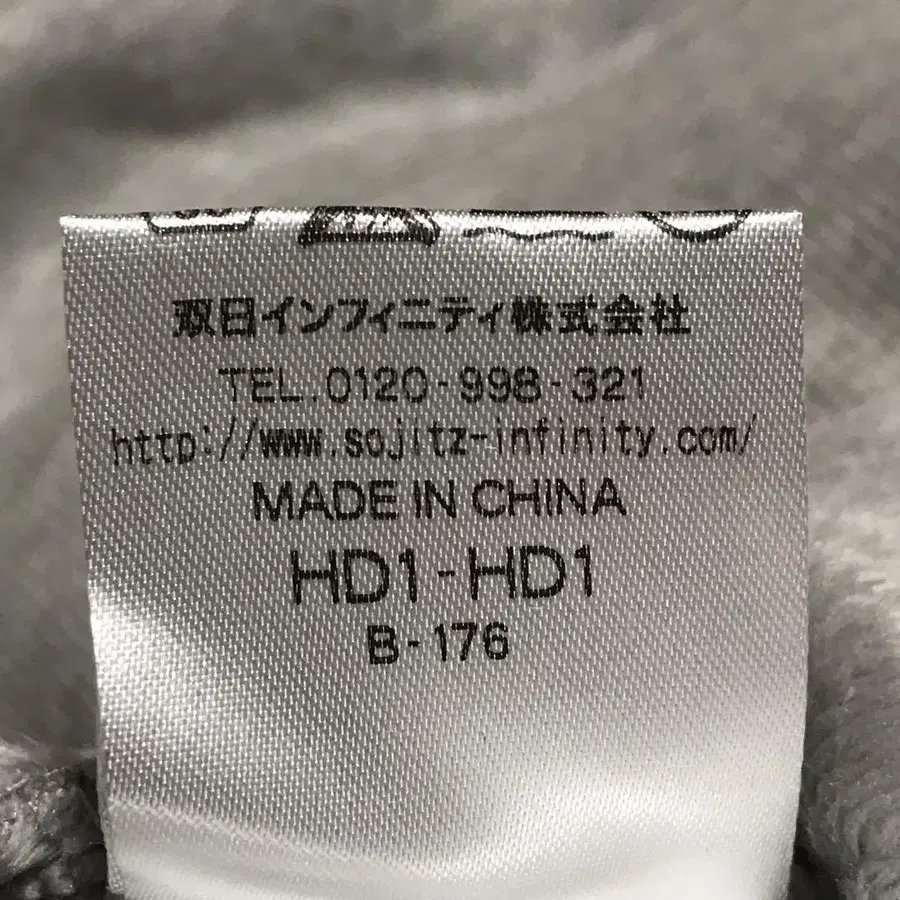 双日インフィニティ株式会社
TEL.0120-998-321
http://www.sojitz-infinity.com/
MADE IN CHINA
HD1-HD1
B-176